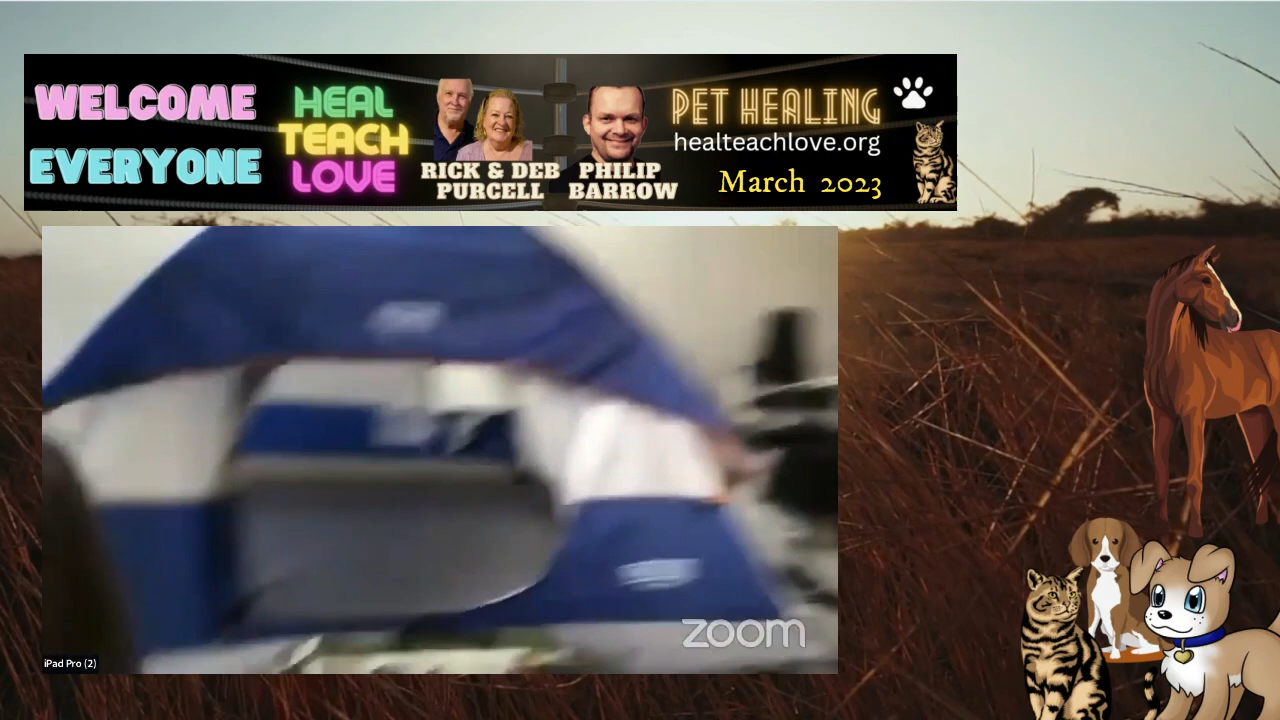 WELCOME
EVERYONE
HEAL
TEACH
LOVE
RICK & DEB
PURCELL
PHILIP
BARROW
PET HEALING
healteachlove.org
March 2023
zoom
iPad Pro (2)